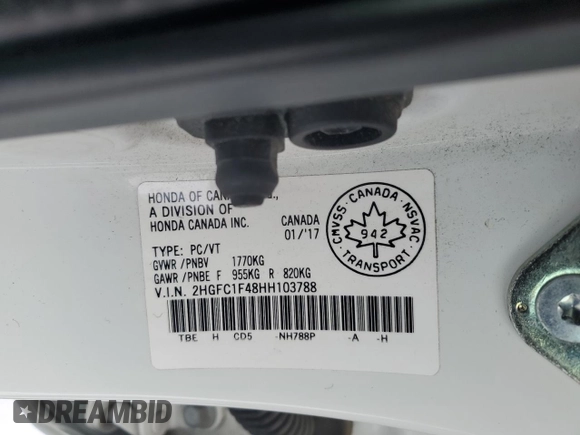 HONDA OF
A DIVISION OF
HONDA CANADA INC.
CANADA
01/'17
TYPE: PC/VT
GVWR /PNBV 1770KG
GAWR /PNBE F 955KG R 820KG
V.I.N. 2HGFC1F48HH103788
TBE H CD5 -NH788P -A -H
CMVSS · CANADA · NSVAC
942
TRANSPORT
DREAMBID